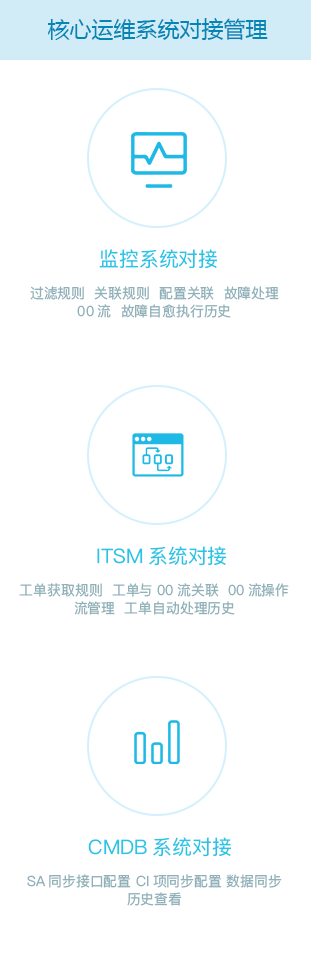 核心运维系统对接管理
监控系统对接
过滤规则 关联规则 配置关联 故障处理
00 流 故障自愈执行历史
ITSM 系统对接
工单获取规则 工单与 00 流关联 00 流操作
流管理 工单自动处理历史
CMDB 系统对接
SA 同步接口配置 CI 项同步配置 数据同步
历史查看